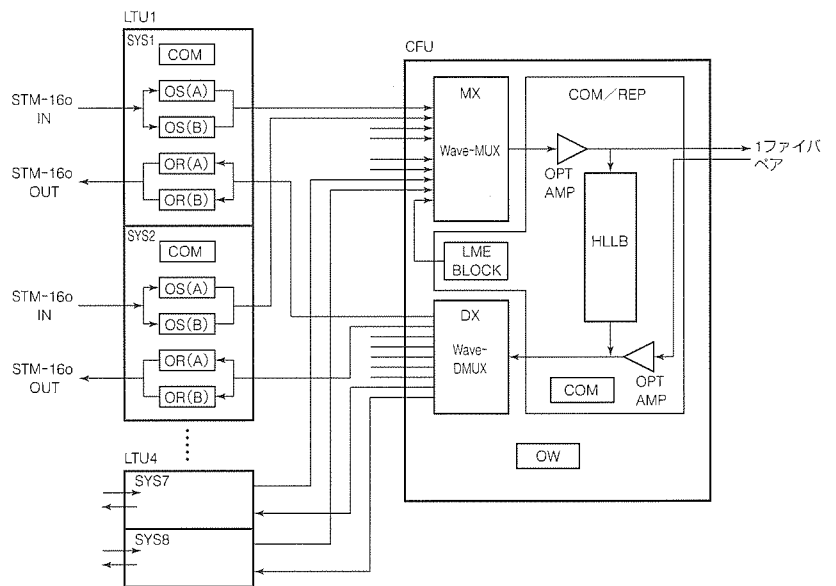 LTU1
SYS1
COM
STM-16o
IN
OS(A)
OS(B)
STM-16o
OUT
OR(A)
OR(B)
SYS2
COM
STM-16o
IN
OS(A)
OS(B)
STM-16o
OUT
OR(A)
OR(B)
LTU4
SYS7
SYS8
CFU
MX
Wave-MUX
COM／REP
OPT
AMP
1ファイバ
ペア
HLLB
LME
BLOCK
DX
Wave-
DMUX
OPT
AMP
COM
OW